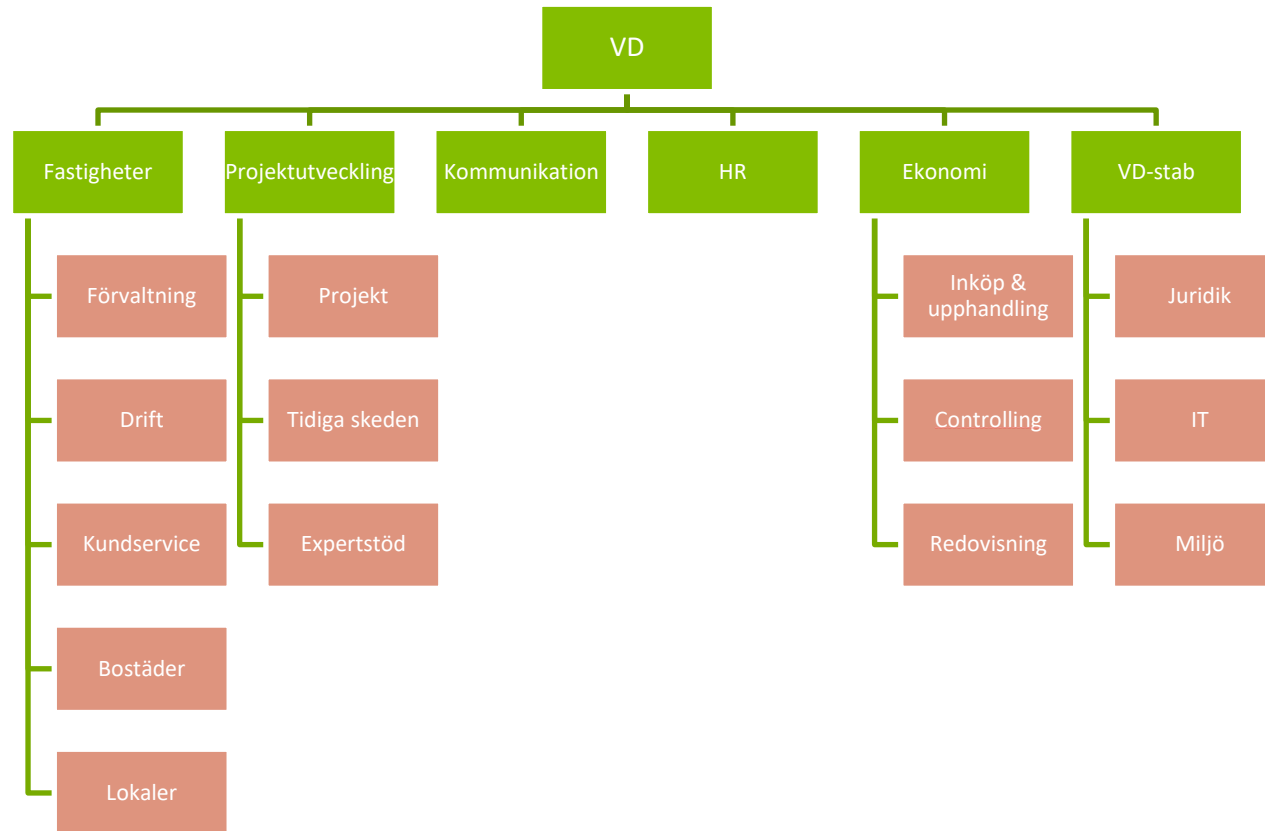 VD
Fastigheter
Projektutveckling
Kommunikation
HR
Ekonomi
VD-stab
Förvaltning
Projekt
Inköp &
upphandling
Juridik
Drift
Tidiga skeden
Controlling
IT
Kundservice
Expertstöd
Redovisning
Miljö
Bostäder
Lokaler